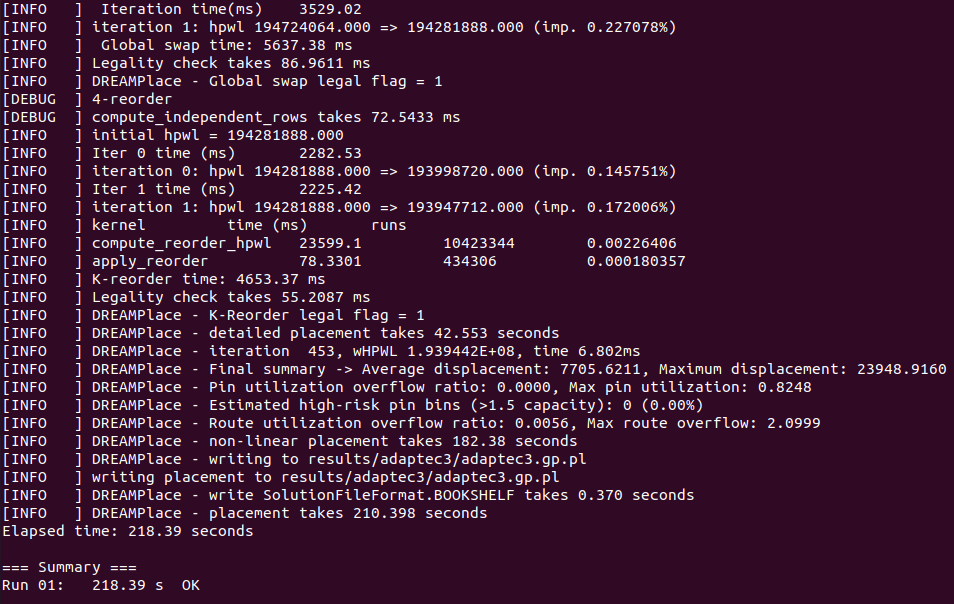 [INFO   ]  Iteration time(ms)    3529.02
[INFO   ] iteration 1: hpwl 194724064.000 => 194281888.000 (imp. 0.227078%)
[INFO   ]  Global swap time: 5637.38 ms
[INFO   ] Legality check takes 86.9611 ms
[INFO   ] DREAMPlace - Global swap legal flag = 1
[DEBUG  ] 4-reorder
[DEBUG  ] compute_independent_rows takes 72.5433 ms
[INFO   ] initial hpwl = 194281888.000
[INFO   ] Iter 0 time (ms)       2282.53
[INFO   ] iteration 0: hpwl 194281888.000 => 193998720.000 (imp. 0.145751%)
[INFO   ] Iter 1 time (ms)       2225.42
[INFO   ] iteration 1: hpwl 194281888.000 => 193947712.000 (imp. 0.172006%)
[INFO   ] kernel         time (ms)       runs
[INFO   ] compute_reorder_hpwl   23599.1         10423344        0.00226406
[INFO   ] apply_reorder          78.3301         434306          0.000180357
[INFO   ] K-reorder time: 4653.37 ms
[INFO   ] Legality check takes 55.2087 ms
[INFO   ] DREAMPlace - K-Reorder legal flag = 1
[INFO   ] DREAMPlace - detailed placement takes 42.553 seconds
[INFO   ] DREAMPlace - iteration  453, wHPWL 1.939442E+08, time 6.802ms
[INFO   ] DREAMPlace - Final summary -> Average displacement: 7705.6211, Maximum displacement: 23948.9160
[INFO   ] DREAMPlace - Pin utilization overflow ratio: 0.0000, Max pin utilization: 0.8248
[INFO   ] DREAMPlace - Estimated high-risk pin bins (>1.5 capacity): 0 (0.00%)
[INFO   ] DREAMPlace - Route utilization overflow ratio: 0.0056, Max route overflow: 2.0999
[INFO   ] DREAMPlace - non-linear placement takes 182.38 seconds
[INFO   ] DREAMPlace - writing to results/adaptec3/adaptec3.gp.pl
[INFO   ] writing placement to results/adaptec3/adaptec3.gp.pl
[INFO   ] DREAMPlace - write SolutionFileFormat.BOOKSHELF takes 0.370 seconds
[INFO   ] DREAMPlace - placement takes 210.398 seconds
Elapsed time: 218.39 seconds
=== Summary ===
Run 01:   218.39 s  OK